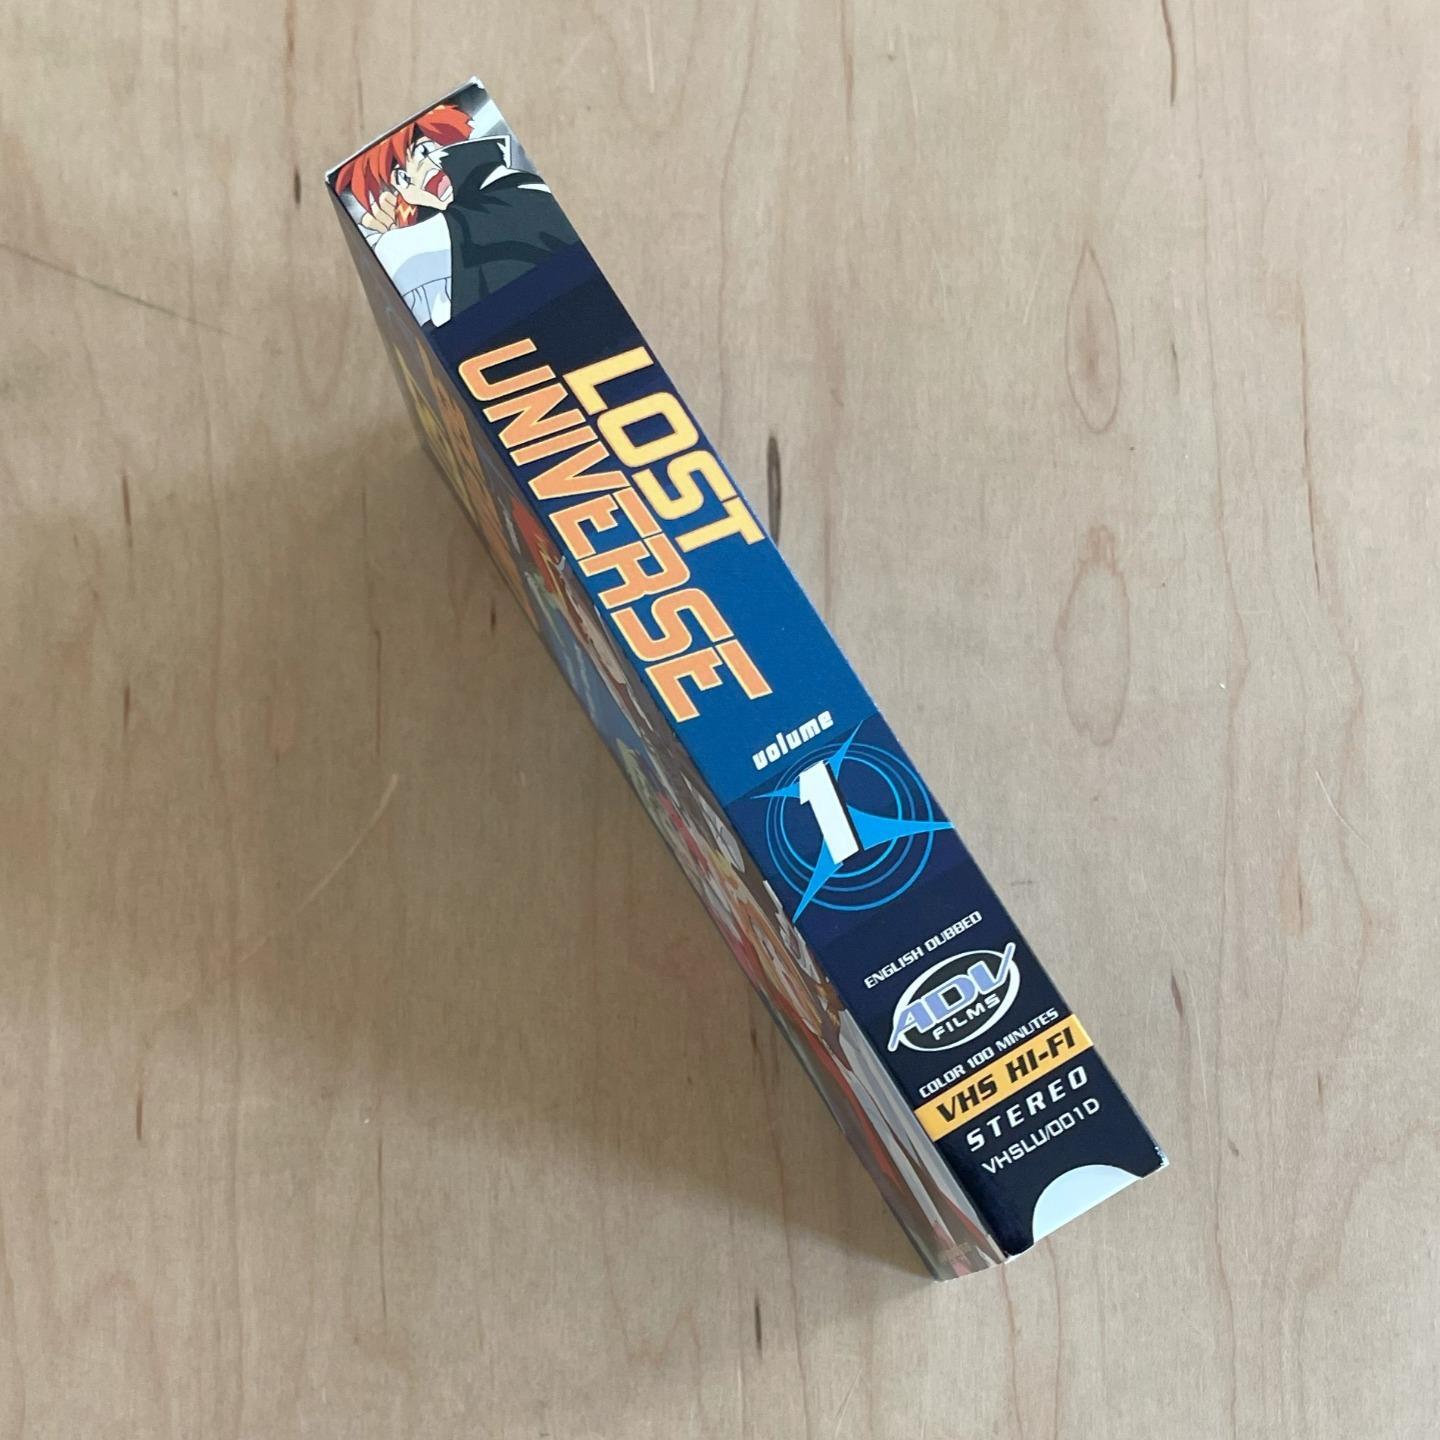 LOST
UNIVERSE
volume
1
ENGLISH DUBBED
ADV
FILMS
COLOR 100 MINUTES
VHS HI-FI
STEREO
VHSLU/001D